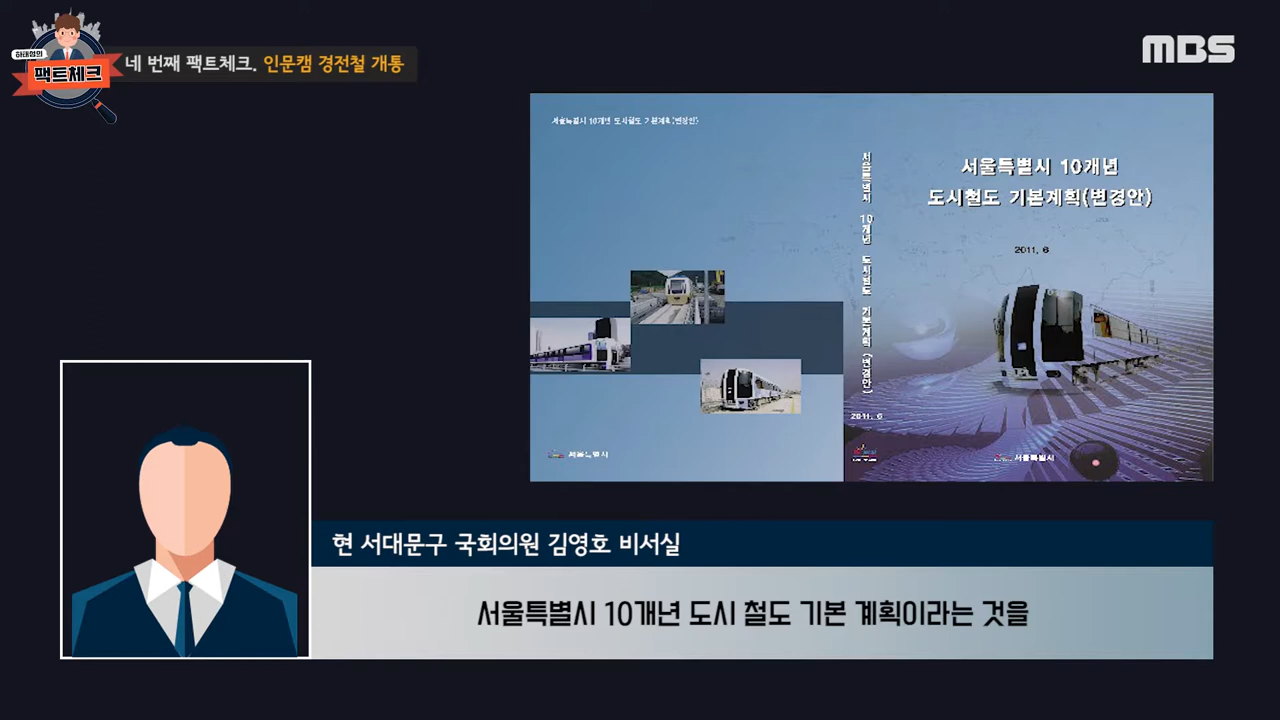 하태형의
팩트체크
네 번째 팩트체크. 인문캠 경전철 개통
MBS
서울특별시 10개년 도시철도 기본계획(변경안)
서울특별시 10개년 도시철도 기본계획(변경안)
2011. 6
서울특별시 10개년
도시철도 기본계획(변경안)
2011. 6
서울특별시
서울특별시
현 서대문구 국회의원 김영호 비서실
서울특별시 10개년 도시 철도 기본 계획이라는 것을